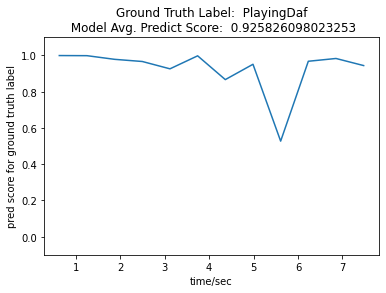 Ground Truth Label:  PlayingDaf
Model Avg. Predict Score:  0.925826098023253
pred score for ground truth label
1.0
0.8
0.6
0.4
0.2
0.0
1 2 3 4 5 6 7
time/sec